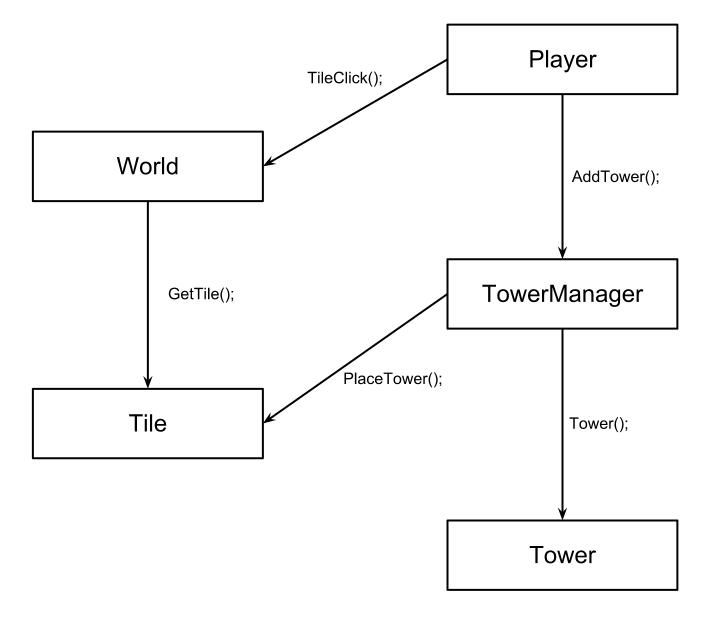 Player
TileClick();
World
AddTower();
TowerManager
GetTile();
PlaceTower();
Tile
Tower();
Tower